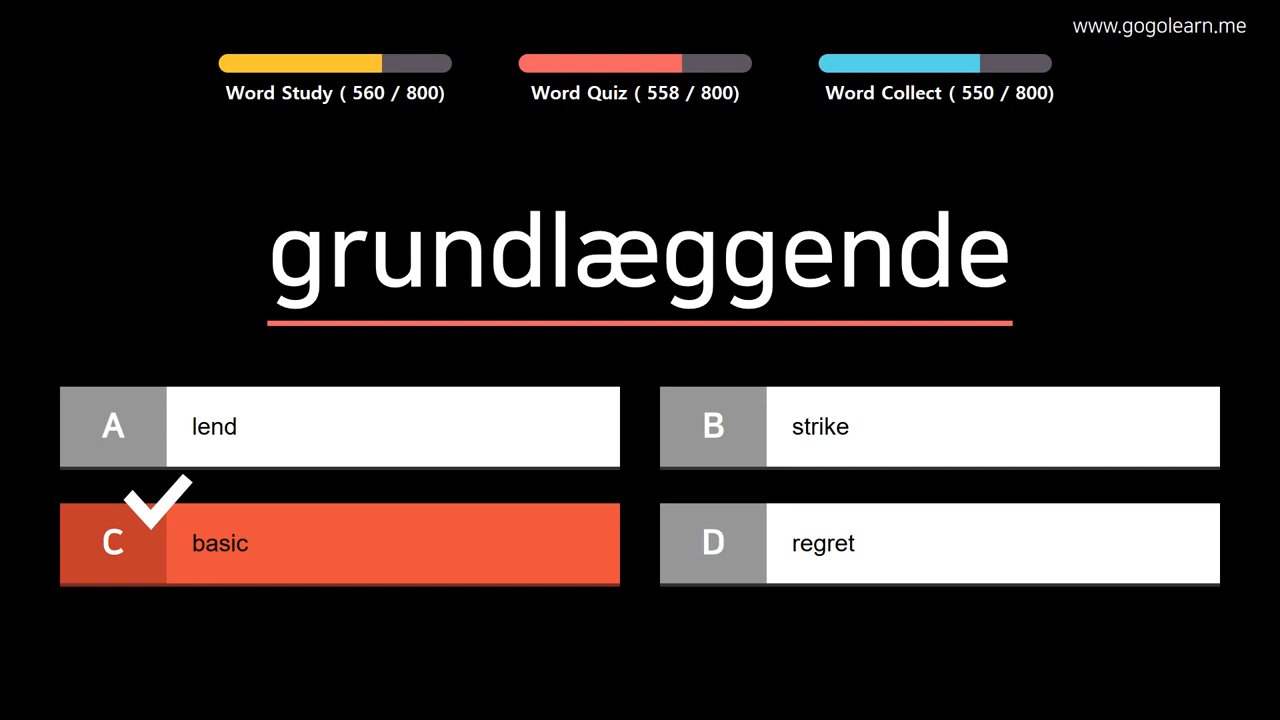 www.gogolearn.me
Word Study ( 560 / 800)
Word Quiz ( 558 / 800)
Word Collect ( 550 / 800)
grundlæggende
A lend
B strike
C basic
D regret